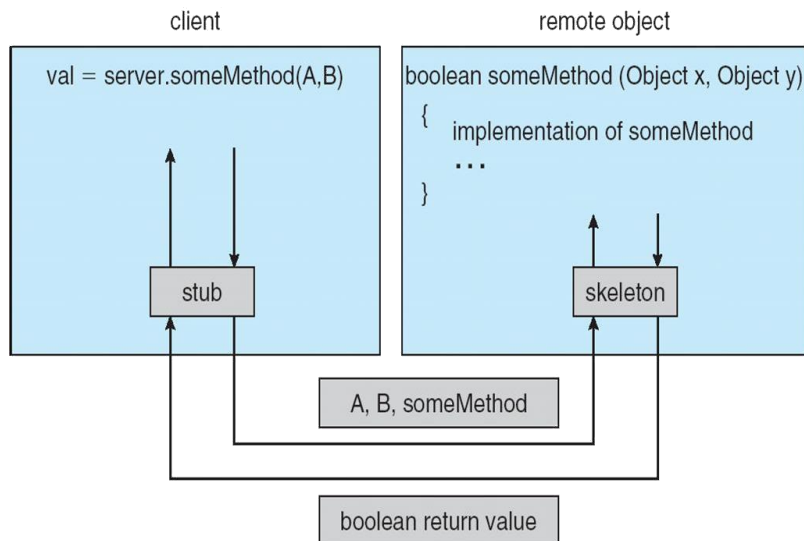 client
val = server.someMethod(A,B)
stub
remote object
boolean someMethod (Object x, Object y)
{
implementation of someMethod
...
}
skeleton
A, B, someMethod
boolean return value